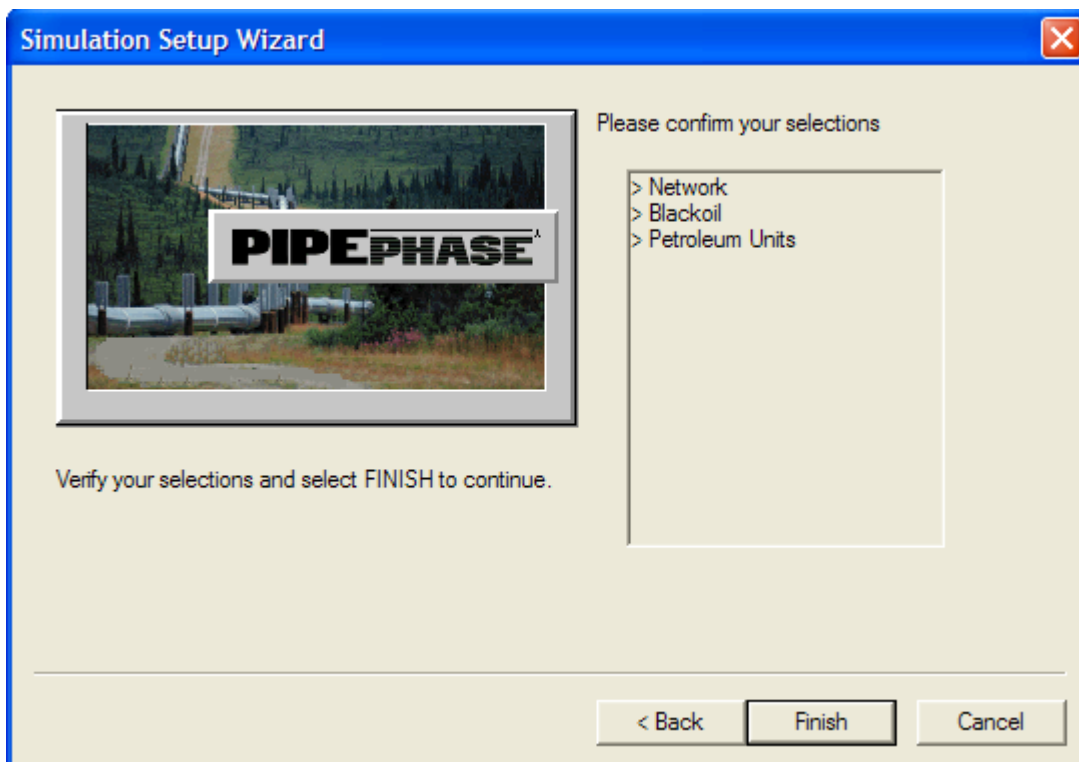 Simulation Setup Wizard
PIPEPHASE
Please confirm your selections
> Network
> Blackoil
> Petroleum Units
Verify your selections and select FINISH to continue.
< Back
Finish
Cancel